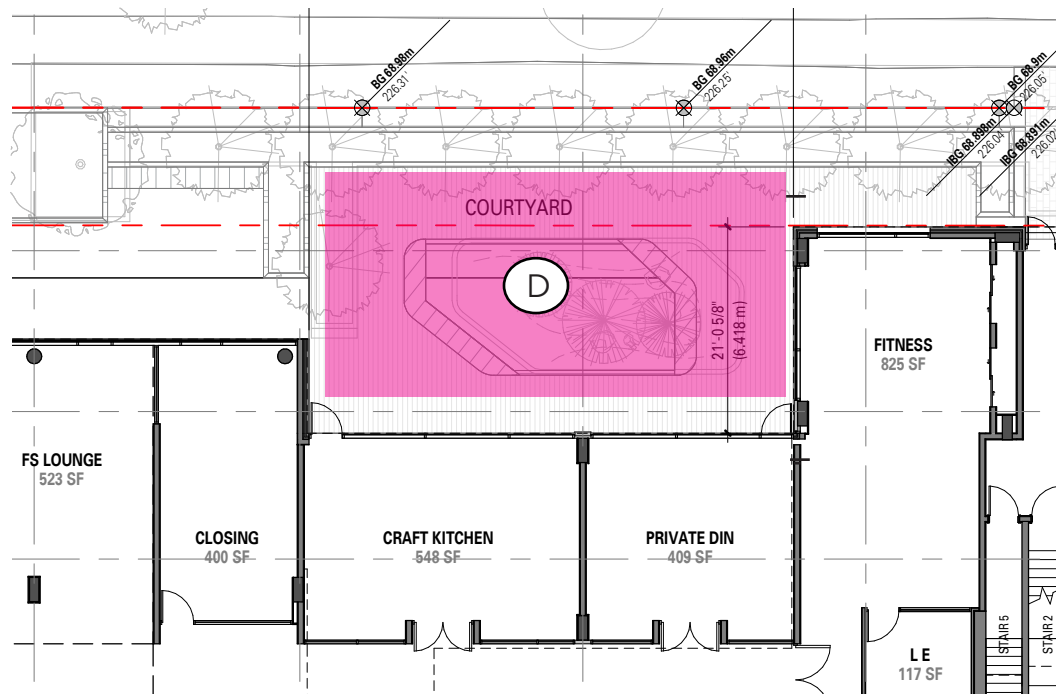 BG 68.98m
226.31'
BG 68.96m
226.25'
BG 68.9m
226.05'
IBG 68.898m
226.04'
IBG 68.891m
226.02'
COURTYARD
D
21'-0 5/8"
(6.418 m)
FITNESS
825 SF
FS LOUNGE
523 SF
CLOSING
400 SF
CRAFT KITCHEN
548 SF
PRIVATE DIN
409 SF
L E
117 SF
STAIR 5
STAIR 2